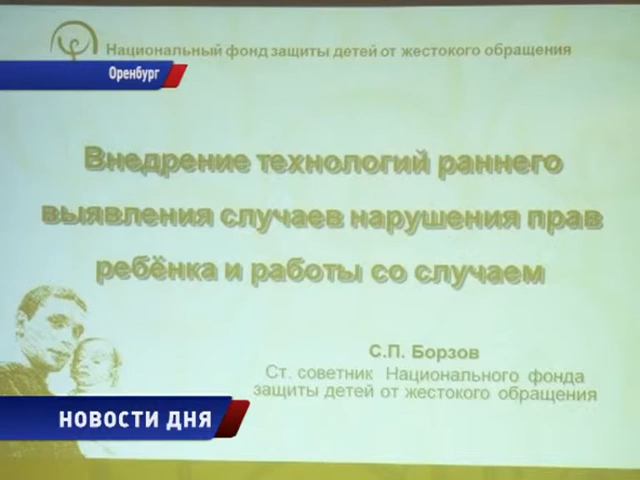 Национальный фонд защиты детей от жестокого обращения
Оренбург
Внедрение технологий раннего
выявления случаев нарушения прав
ребёнка и работы со случаем
С.П. Борзов
Ст. советник Национального фонда
защиты детей от жестокого обращения
НОВОСТИ ДНЯ